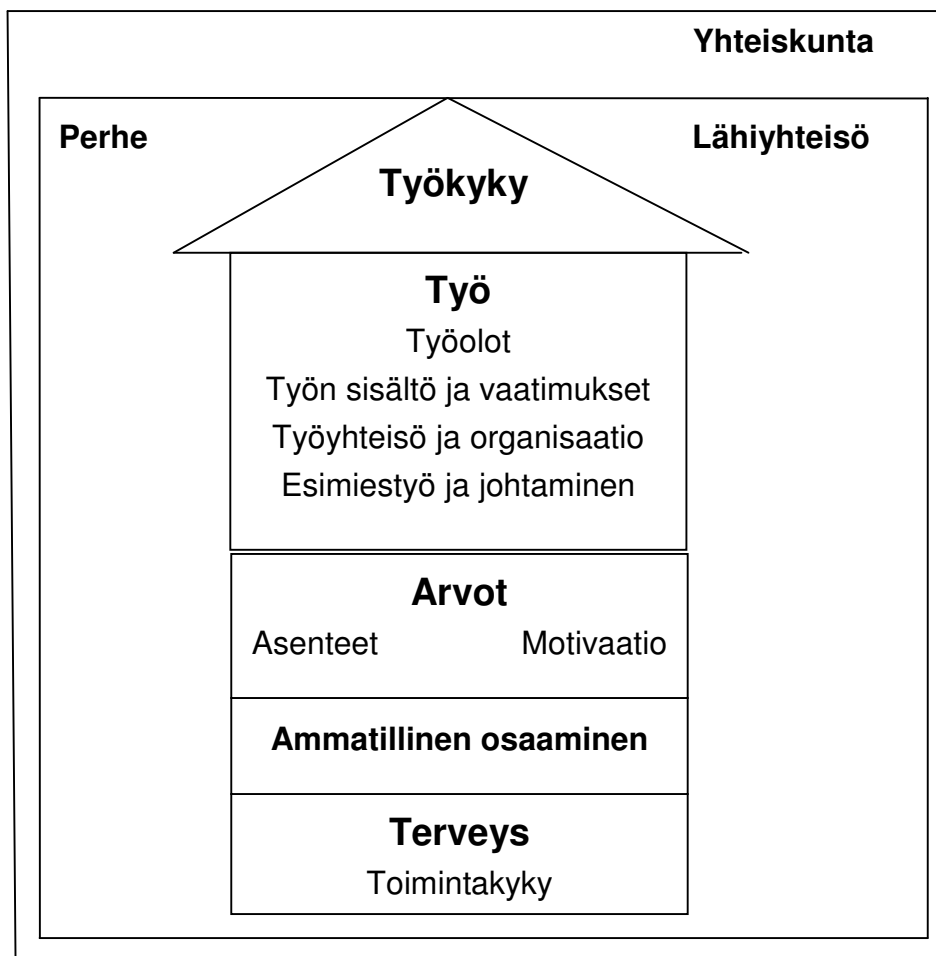 Yhteiskunta
Perhe
Lähiyhteisö
Työkyky
Työ
Työolot
Työn sisältö ja vaatimukset
Työyhteisö ja organisaatio
Esimiestyö ja johtaminen
Arvot
Asenteet Motivaatio
Ammatillinen osaaminen
Terveys
Toimintakyky